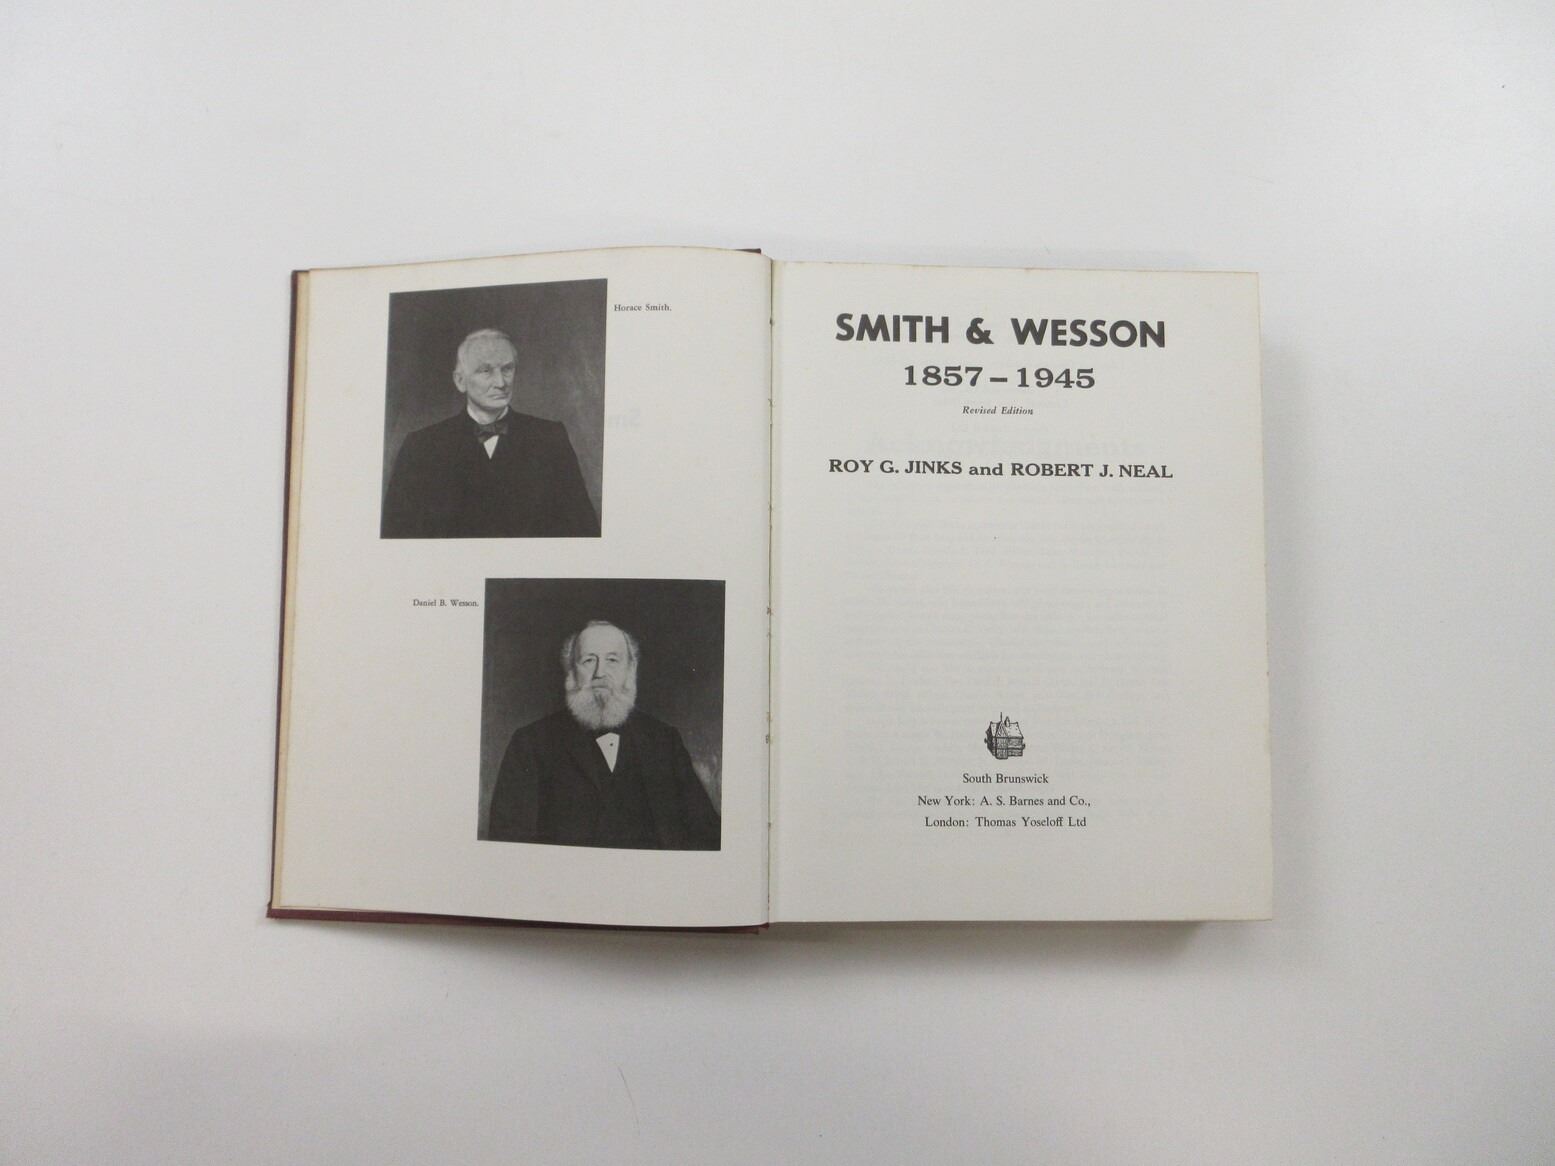 Horace Smith.
Daniel B. Wesson.
SMITH & WESSON
1857–1945
Revised Edition
ROY G. JINKS and ROBERT J. NEAL
South Brunswick
New York: A. S. Barnes and Co.,
London: Thomas Yoseloff Ltd